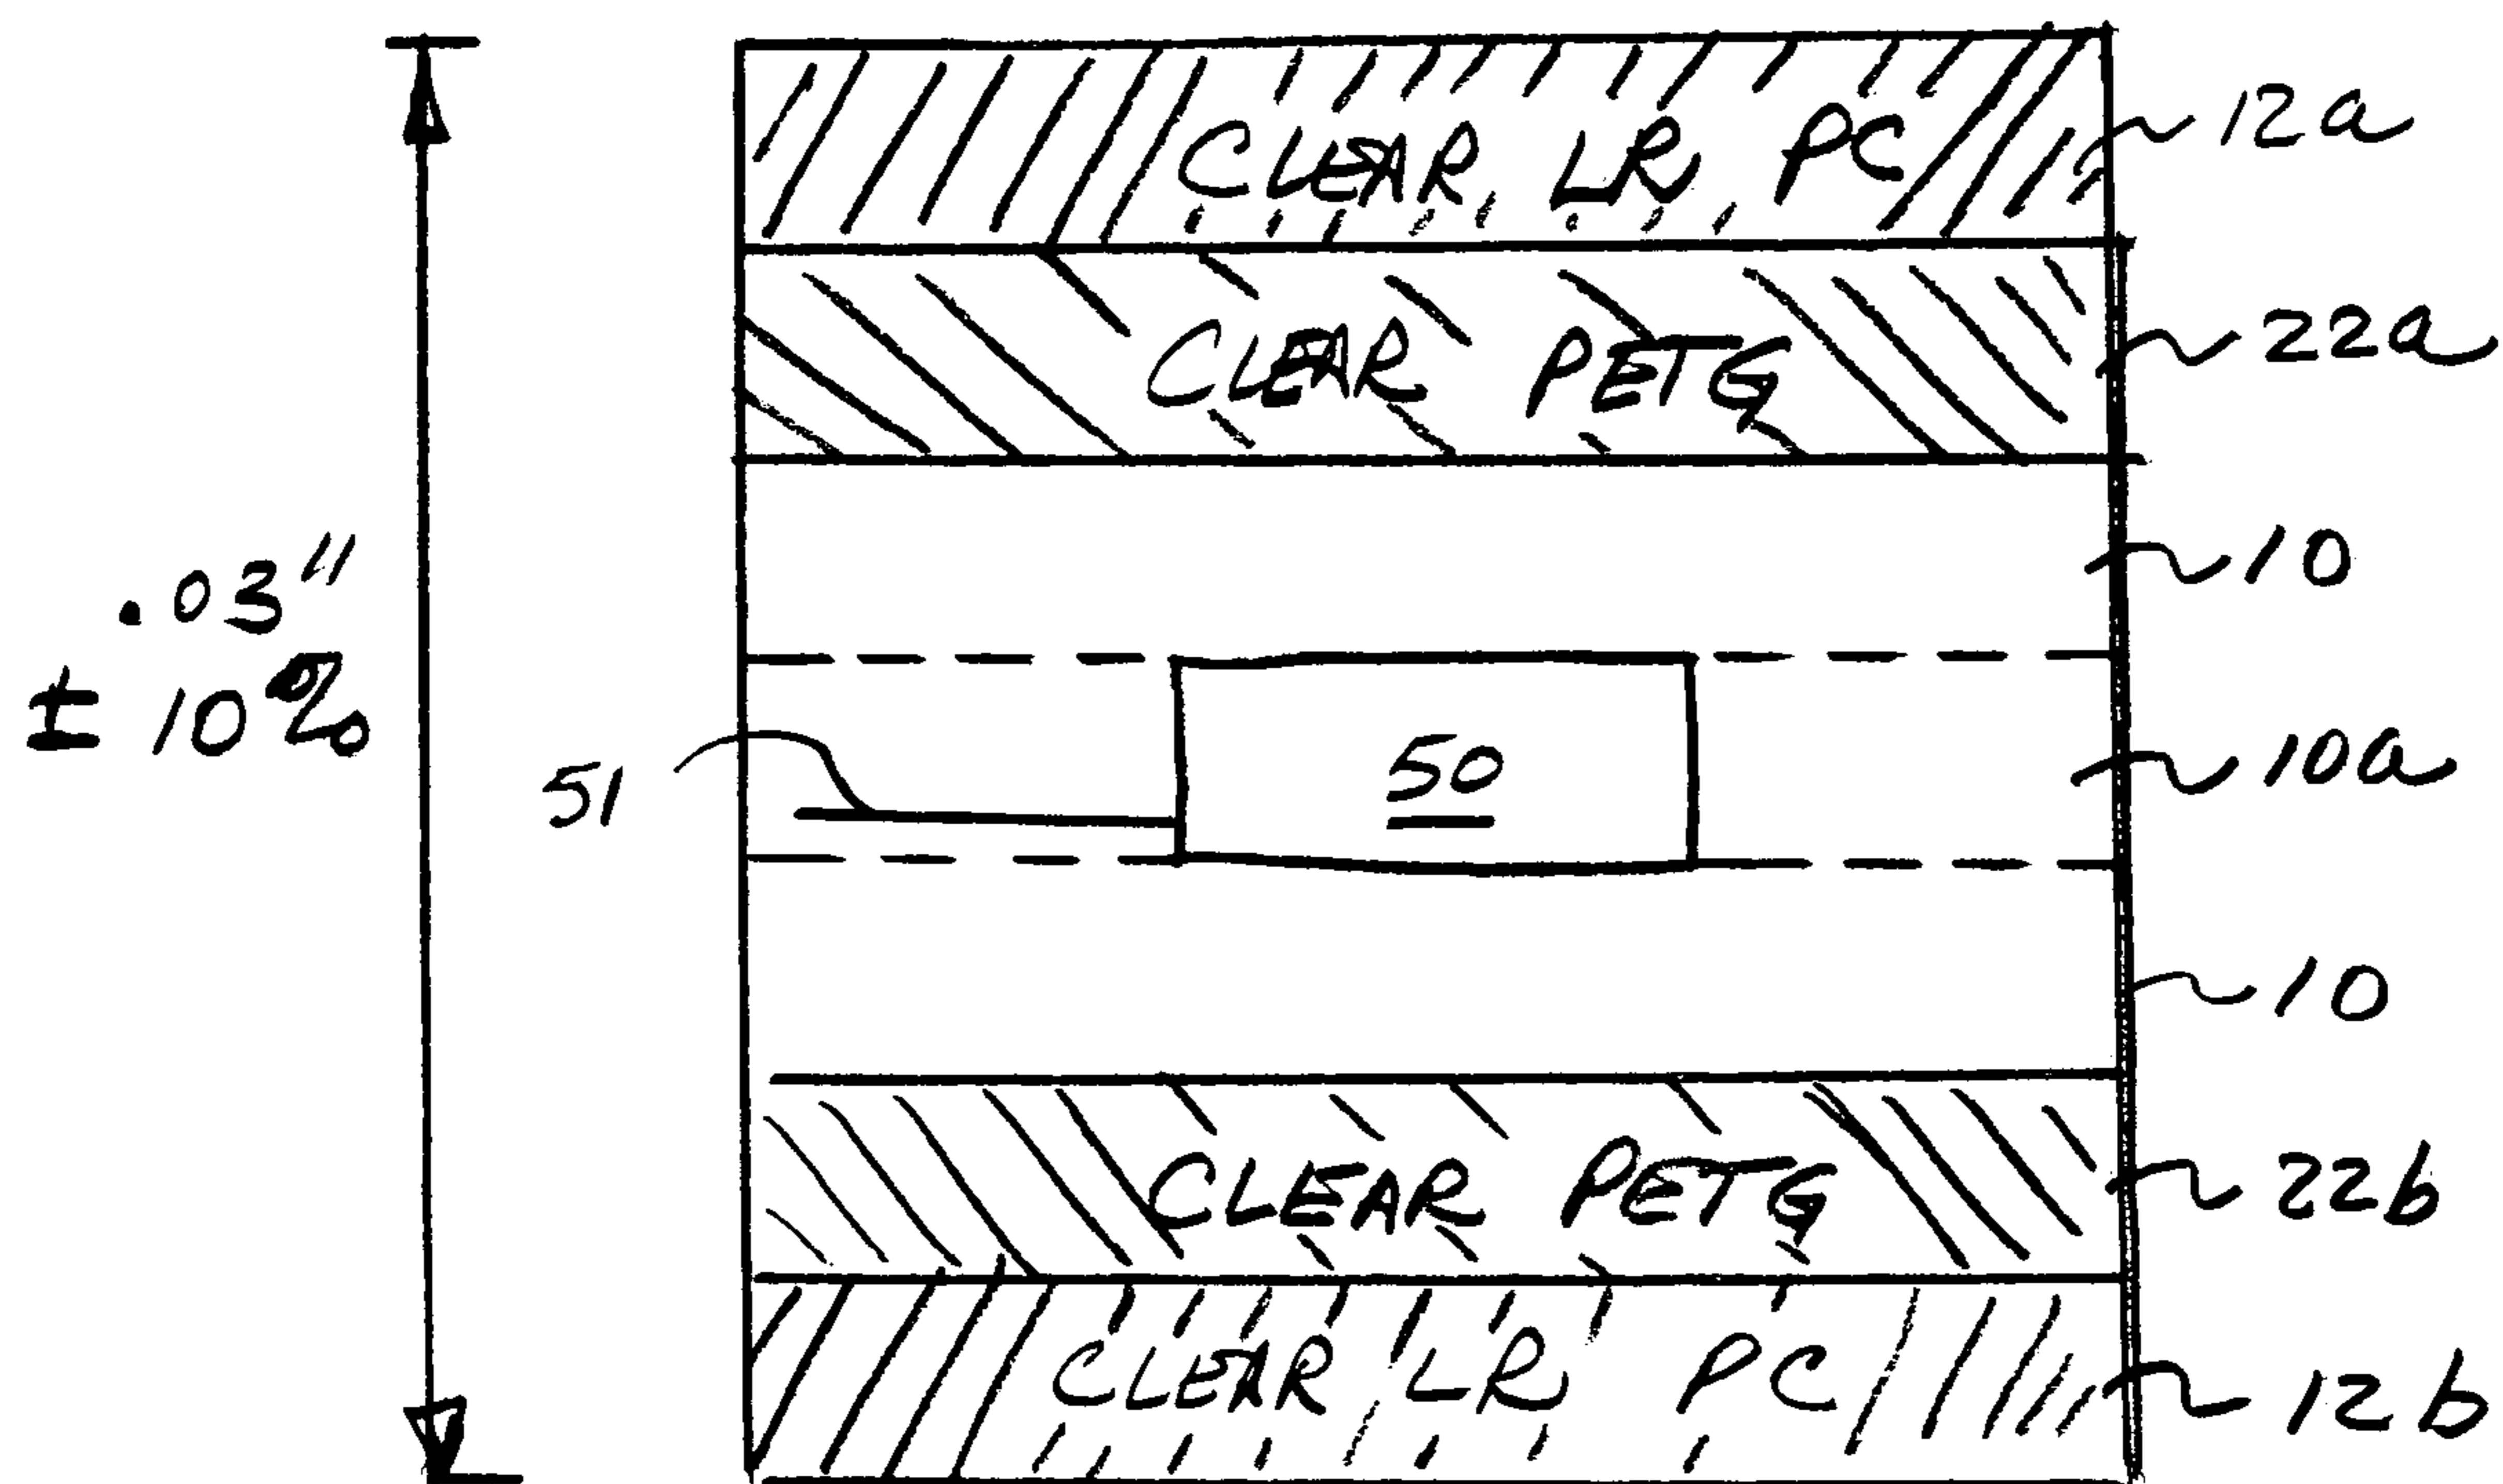 CLEAR LR PC 12a
CLEAR PETG 22a
10
.03"
± 10%
51 50 10a
10
CLEAR PETG 22b
CLEAR LR PC 12b